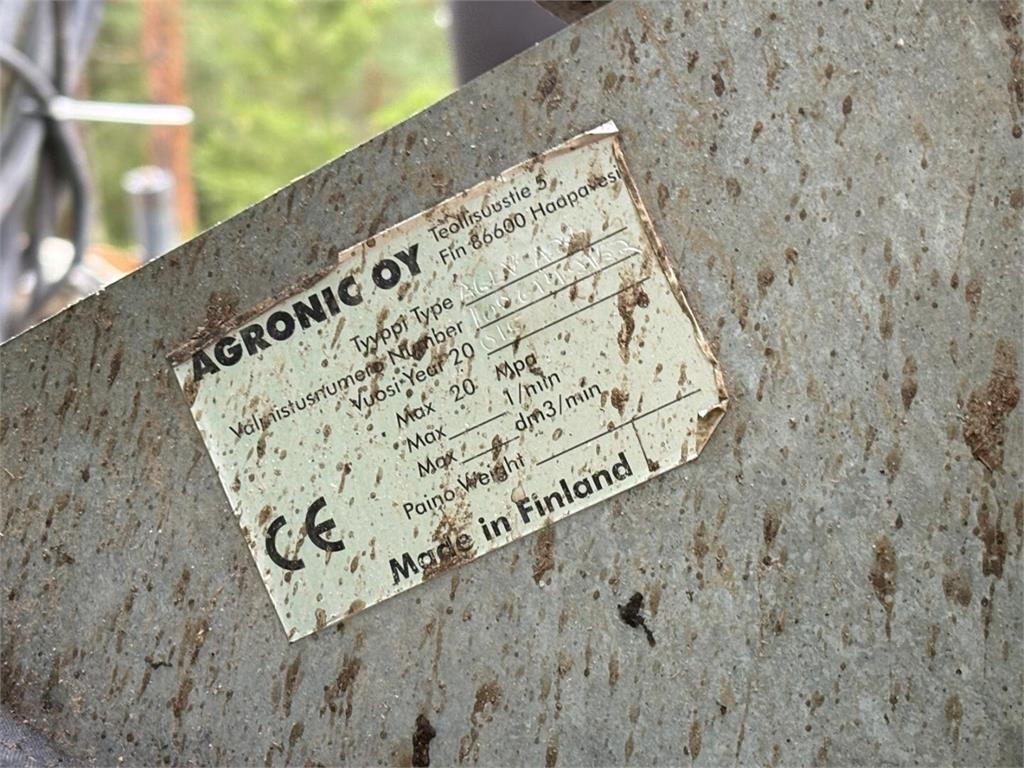 AGRONIC OY
Teollisuustie 5
Fin 86600 Haapavesi
Tyyppi Type
Valmistusnumero Number
Vuosi-Year 20
Max 20 Mpa
Max 1/min
Max dm3/min
Paino Weight
CE Made in Finland